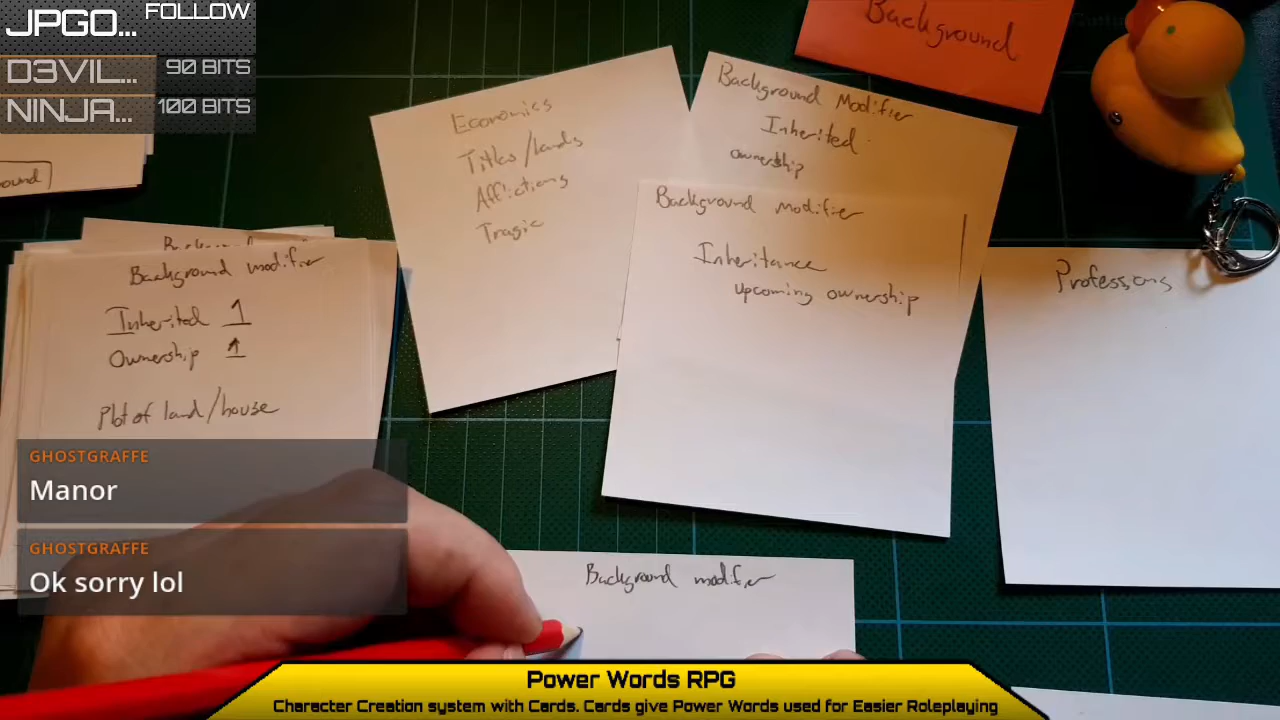 JPGO... FOLLOW
D3VIL... 90 BITS
NINJA... 100 BITS
ound
Background
Economics
Titles/lands
Afflictions
Tragic
Background Modifier
Inherited
ownership
Background Modifier
Inheritance
upcoming ownership
Professions
Background modifier
Inherited 1
Ownership 1
Plot of land/house
GHOSTGRAFFE
Manor
GHOSTGRAFFE
Ok sorry lol
Background modifier
Power Words RPG
Character Creation system with Cards. Cards give Power Words used for Easier Roleplaying